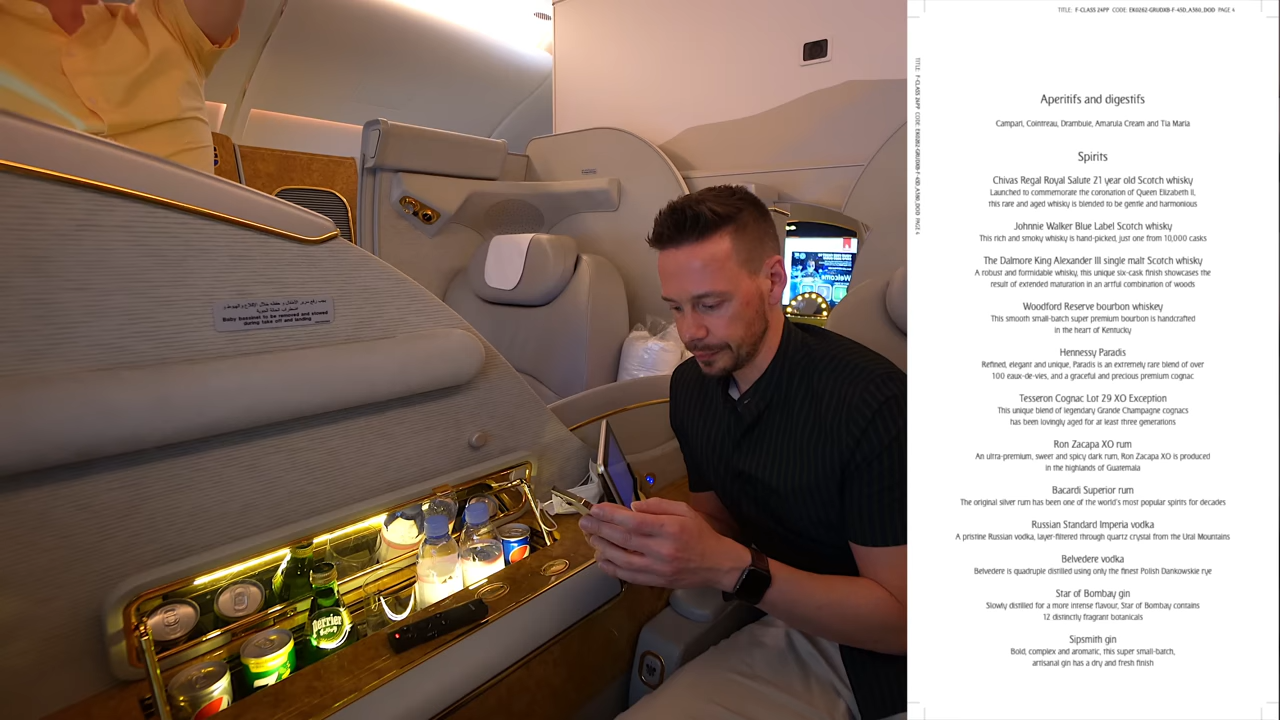 Baby bassinet to be removed and stowed
during take off and landing
Perrier
TITLE: F-CLASS 24PP CODE: EK0262-GRUDXB-F-45D_A380_DOD PAGE 4
TITLE: F-CLASS 24PP CODE: EK0262-GRUDXB-F-45D_A380_DOD PAGE 4
Aperitifs and digestifs
Campari, Cointreau, Drambuie, Amarula Cream and Tia Maria
Spirits
Chivas Regal Royal Salute 21 year old Scotch whisky
Launched to commemorate the coronation of Queen Elizabeth II,
this rare and aged whisky is blended to be gentle and harmonious
Johnnie Walker Blue Label Scotch whisky
This rich and smoky whisky is hand-picked, just one from 10,000 casks
The Dalmore King Alexander III single malt Scotch whisky
A robust and formidable whisky, this unique six-cask finish showcases the
result of extended maturation in an artful combination of woods
Woodford Reserve bourbon whiskey
This smooth small-batch super premium bourbon is handcrafted
in the heart of Kentucky
Hennessy Paradis
Refined, elegant and unique, Paradis is an extremely rare blend of over
100 eaux-de-vies, and a graceful and precious premium cognac
Tesseron Cognac Lot 29 XO Exception
This unique blend of legendary Grande Champagne cognacs
has been lovingly aged for at least three generations
Ron Zacapa XO rum
An ultra-premium, sweet and spicy dark rum, Ron Zacapa XO is produced
in the highlands of Guatemala
Bacardi Superior rum
The original silver rum has been one of the world's most popular spirits for decades
Russian Standard Imperia vodka
A pristine Russian vodka, layer-filtered through quartz crystal from the Ural Mountains
Belvedere vodka
Belvedere is quadruple distilled using only the finest Polish Dankowskie rye
Star of Bombay gin
Slowly distilled for a more intense flavour, Star of Bombay contains
12 distinctly fragrant botanicals
Sipsmith gin
Bold, complex and aromatic, this super small-batch,
artisanal gin has a dry and fresh finish